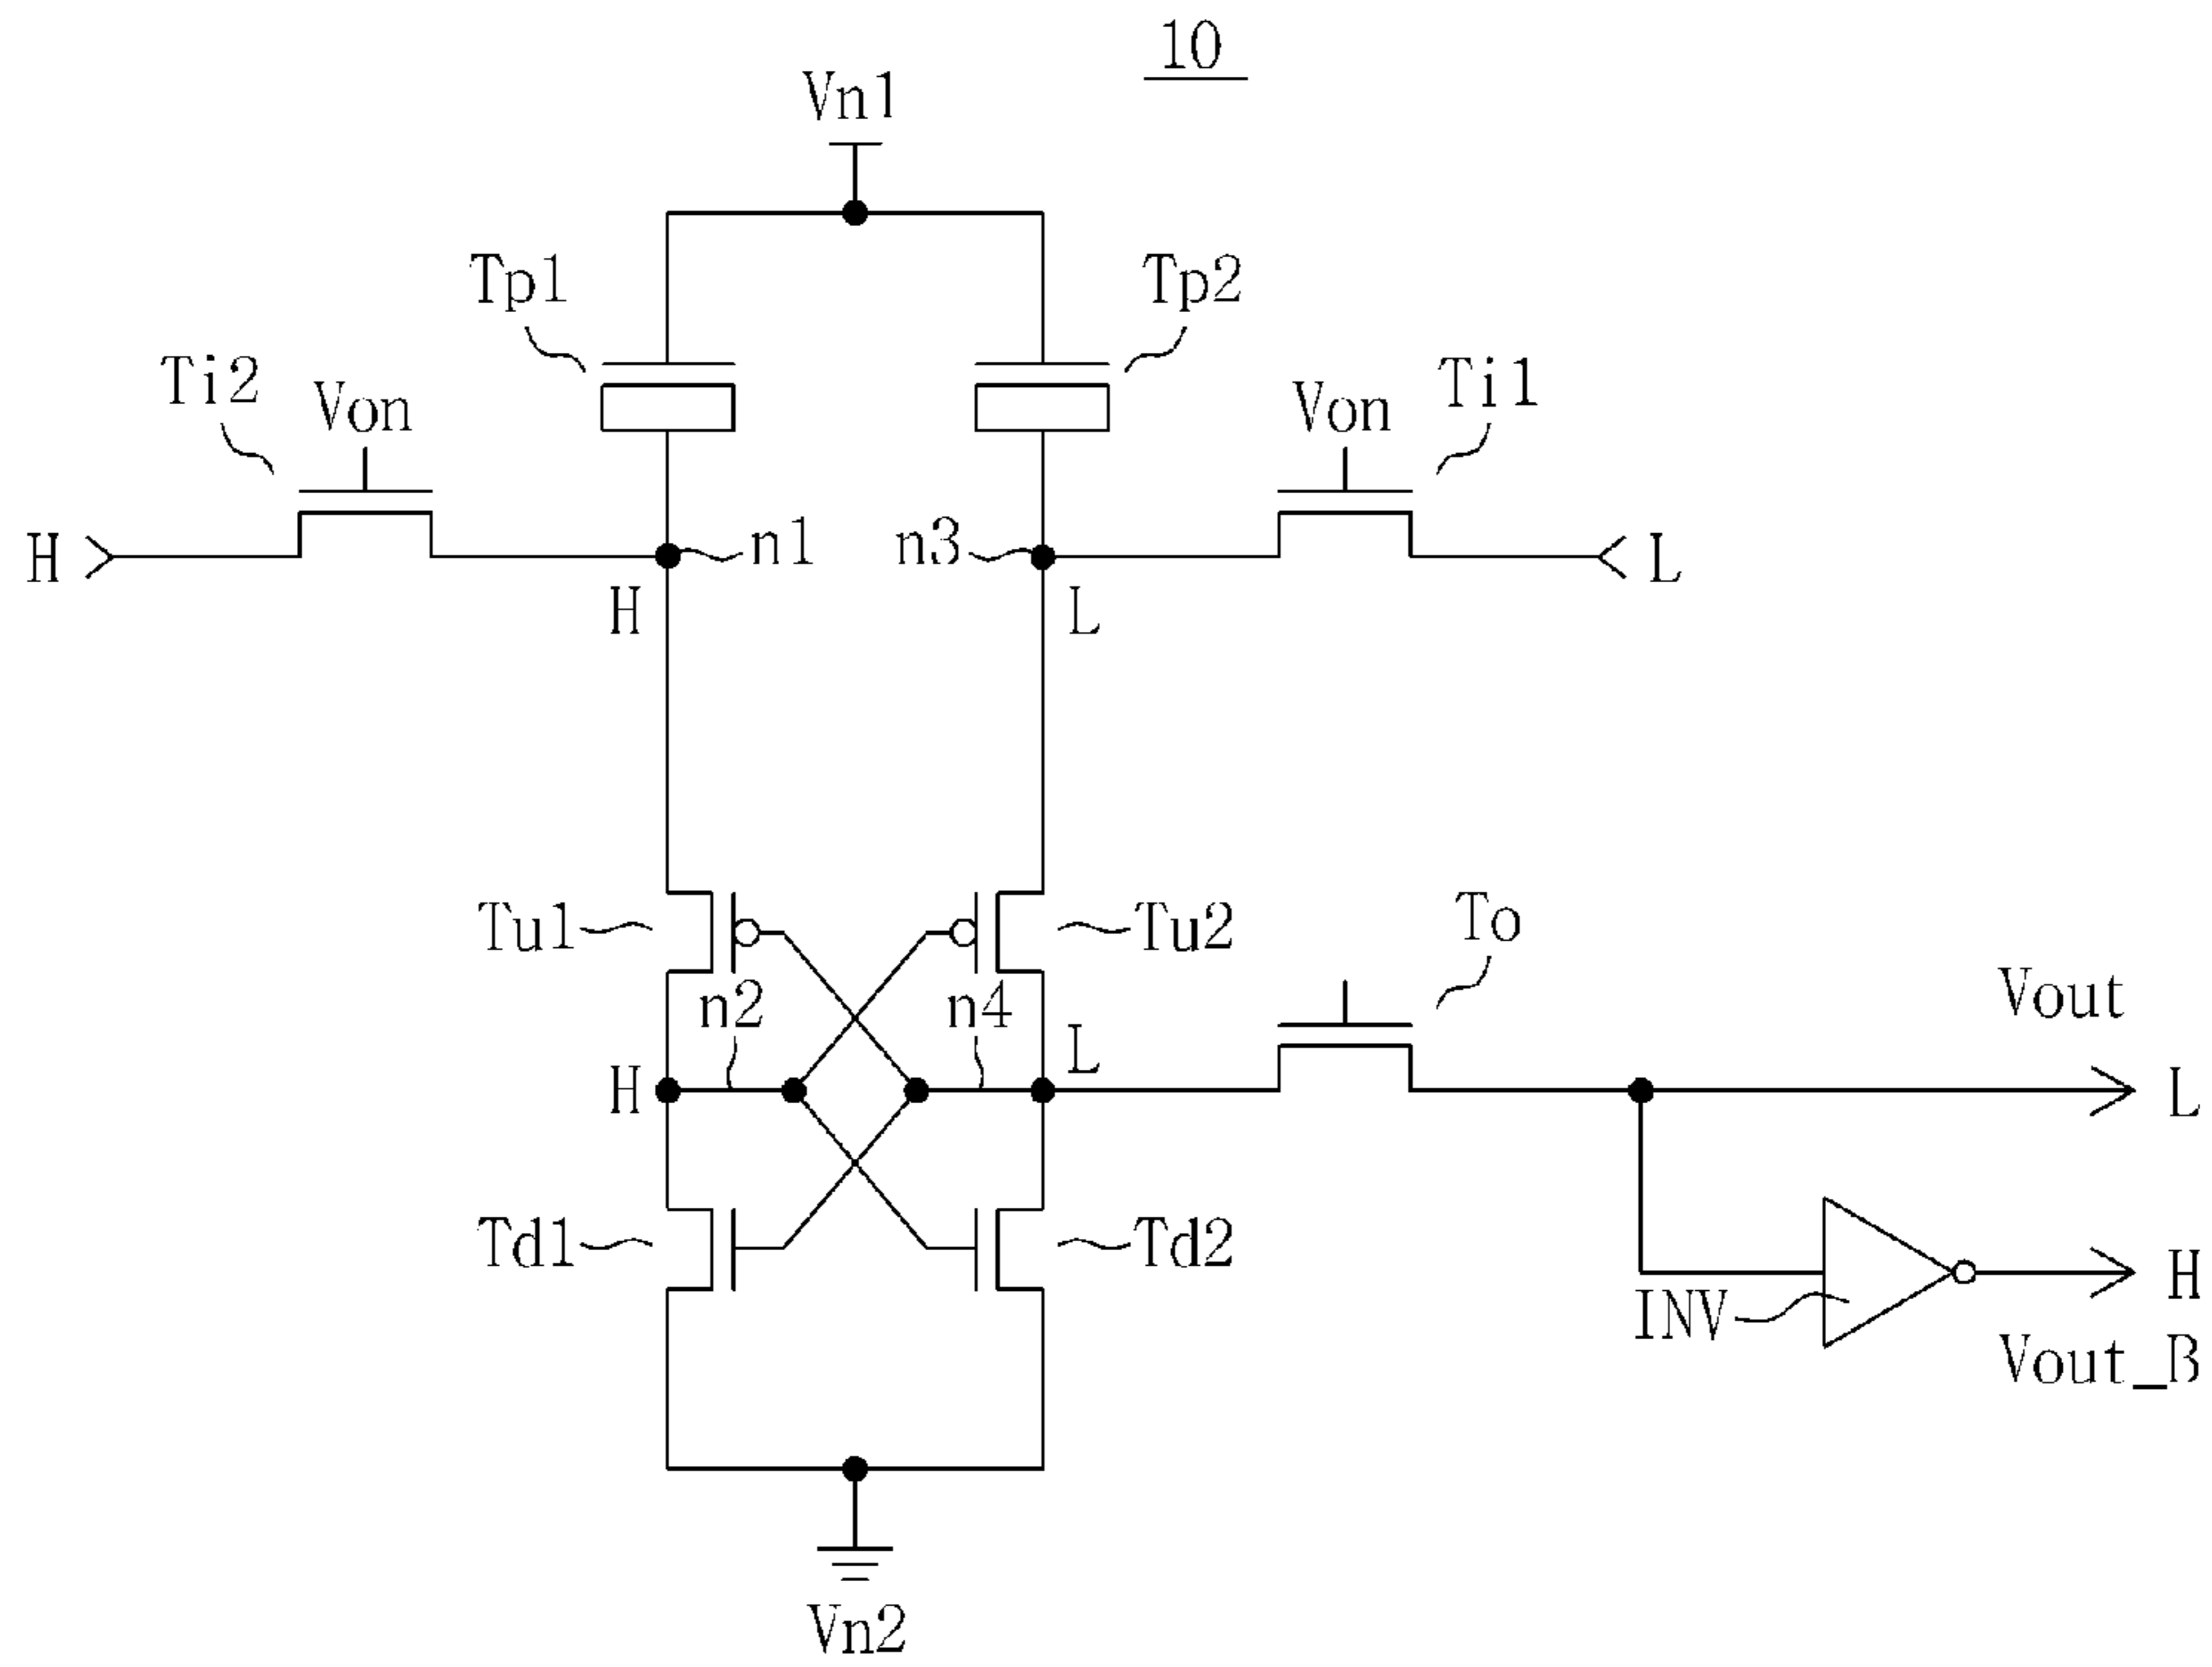 10
Vn1
Tp1
Tp2
Ti2
Von
Von
Ti1
H
n1
n3
L
H
L
Tu1
Tu2
To
n2
n4
Vout
H
L
L
Td1
Td2
H
INV
Vout_B
Vn2